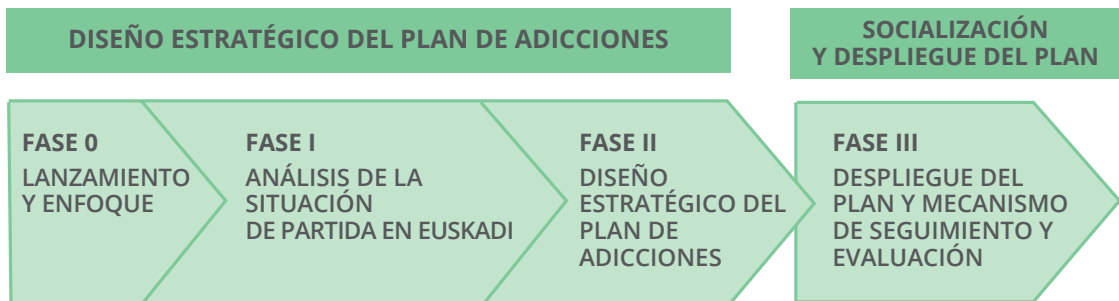 DISEÑO ESTRATÉGICO DEL PLAN DE ADICCIONES
SOCIALIZACIÓN
Y DESPLIEGUE DEL PLAN
FASE 0
LANZAMIENTO
Y ENFOQUE
FASE I
ANÁLISIS DE LA
SITUACIÓN
DE PARTIDA EN EUSKADI
FASE II
DISEÑO
ESTRATÉGICO DEL
PLAN DE
ADICCIONES
FASE III
DESPLIEGUE DEL
PLAN Y MECANISMO
DE SEGUIMIENTO Y
EVALUACIÓN